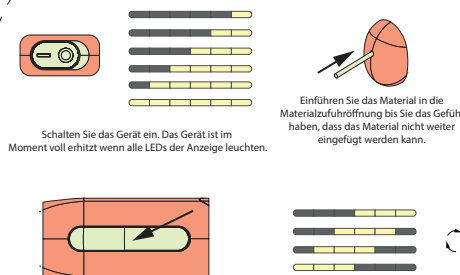 Schalten Sie das Gerät ein. Das Gerät ist im
Moment voll erhitzt wenn alle LEDs der Anzeige leuchten.
Einführen Sie das Material in die
Materialzufuhröffnung bis Sie das Gefüh
haben, dass das Material nicht weiter
eingefügt werden kann.